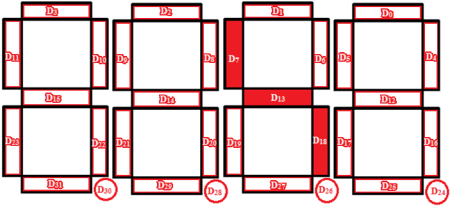 D3 D2 D1 D0
D11 D10 D9 D8 D7 D6 D5 D4
D15 D14 D13 D12
D23 D22 D21 D20 D19 D18 D17 D16
D31 D30 D29 D28 D27 D26 D25 D24